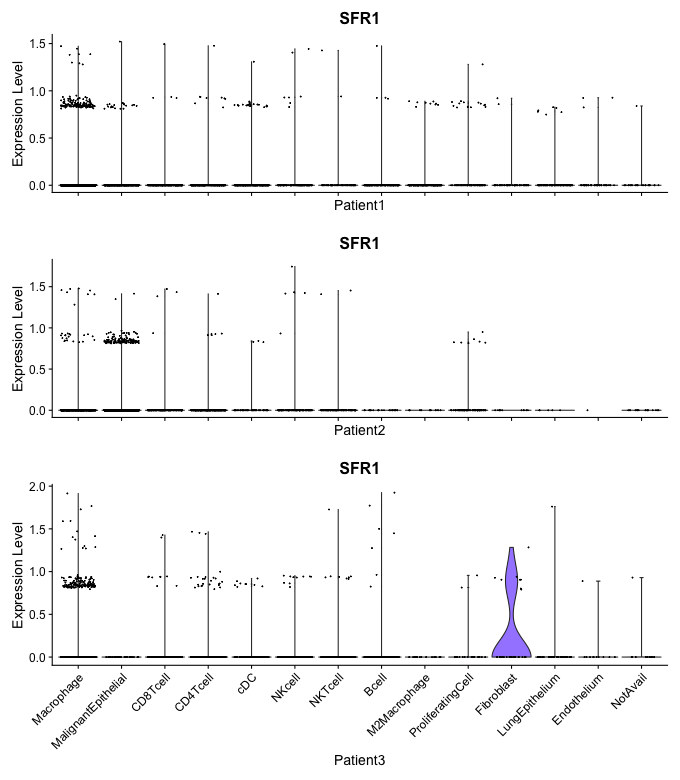 SFR1
Expression Level
1.5
1.0
0.5
0.0
Patient1
SFR1
Expression Level
1.5
1.0
0.5
0.0
Patient2
SFR1
Expression Level
2.0
1.5
1.0
0.5
0.0
Macrophage
MalignantEpithelial
CD8Tcell
CD4Tcell
cDC
NKcell
NKTcell
Bcell
M2Macrophage
ProliferatingCell
Fibroblast
LungEpithelium
Endothelium
NotAvail
Patient3